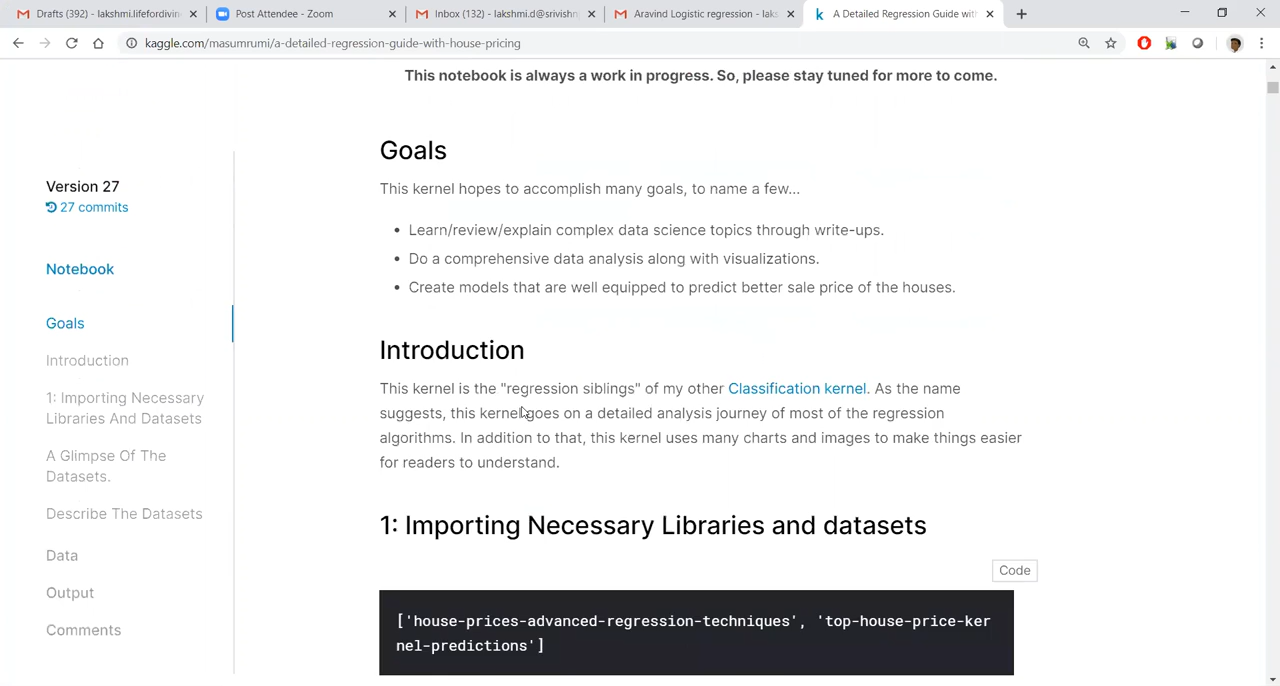 Drafts (392) - lakshmi.lifefordivin
Post Attendee - Zoom
Inbox (132) - lakshmi.d@srivishn
Aravind Logistic regression - laks
A Detailed Regression Guide with
kaggle.com/masumrumi/a-detailed-regression-guide-with-house-pricing
This notebook is always a work in progress. So, please stay tuned for more to come.
Goals
This kernel hopes to accomplish many goals, to name a few...
• Learn/review/explain complex data science topics through write-ups.
• Do a comprehensive data analysis along with visualizations.
• Create models that are well equipped to predict better sale price of the houses.
Introduction
This kernel is the "regression siblings" of my other Classification kernel. As the name
suggests, this kernel goes on a detailed analysis journey of most of the regression
algorithms. In addition to that, this kernel uses many charts and images to make things easier
for readers to understand.
1: Importing Necessary Libraries and datasets
Code
['house-prices-advanced-regression-techniques', 'top-house-price-ker
nel-predictions']
Version 27
27 commits
Notebook
Goals
Introduction
1: Importing Necessary
Libraries And Datasets
A Glimpse Of The
Datasets.
Describe The Datasets
Data
Output
Comments